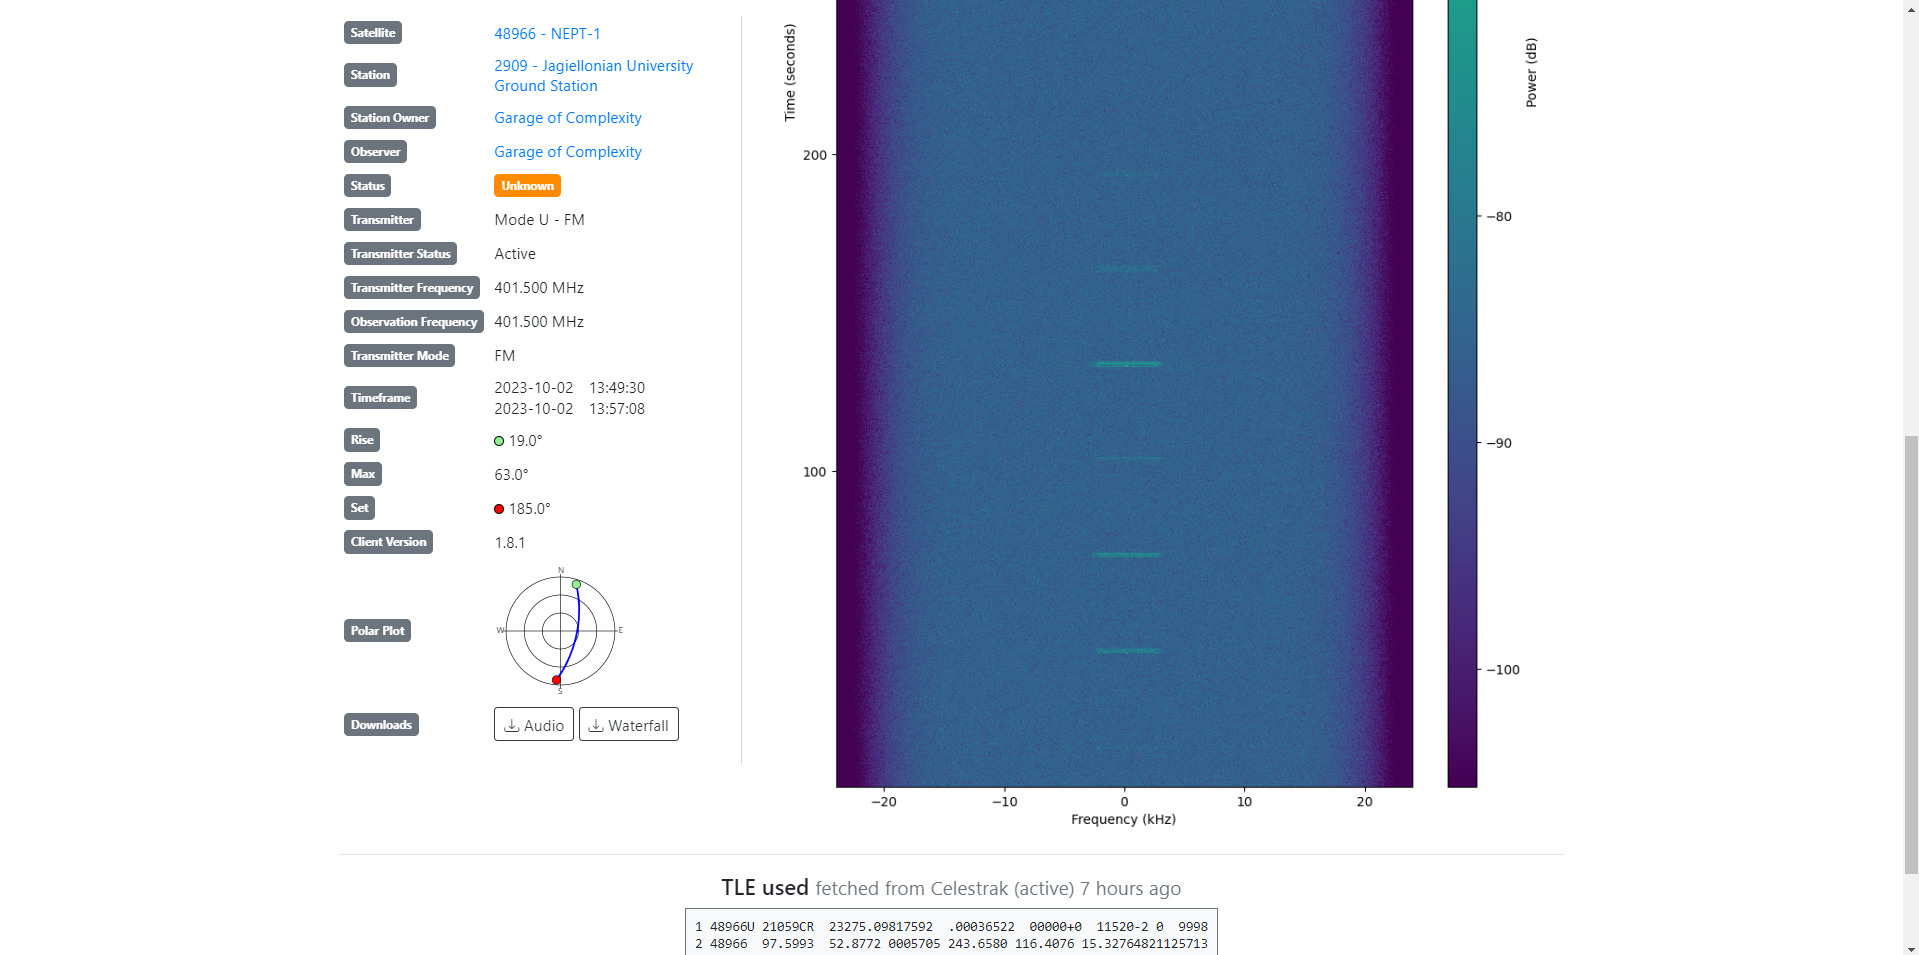 Satellite 48966 - NEPT-1
Station 2909 - Jagiellonian University
Ground Station
Station Owner Garage of Complexity
Observer Garage of Complexity
Status Unknown
Transmitter Mode U - FM
Transmitter Status Active
Transmitter Frequency 401.500 MHz
Observation Frequency 401.500 MHz
Transmitter Mode FM
Timeframe 2023-10-02 13:49:30
2023-10-02 13:57:08
Rise 19.0°
Max 63.0°
Set 185.0°
Client Version 1.8.1
Polar Plot
N
W
E
S
Downloads Audio Waterfall
Time (seconds)
200
100
−20 −10 0 10 20
Frequency (kHz)
Power (dB)
−80
−90
−100
TLE used fetched from Celestrak (active) 7 hours ago
1 48966U 21059CR 23275.09817592 .00036522 00000+0 11520-2 0 9998
2 48966 97.5993 52.8772 0005705 243.6580 116.4076 15.32764821125713